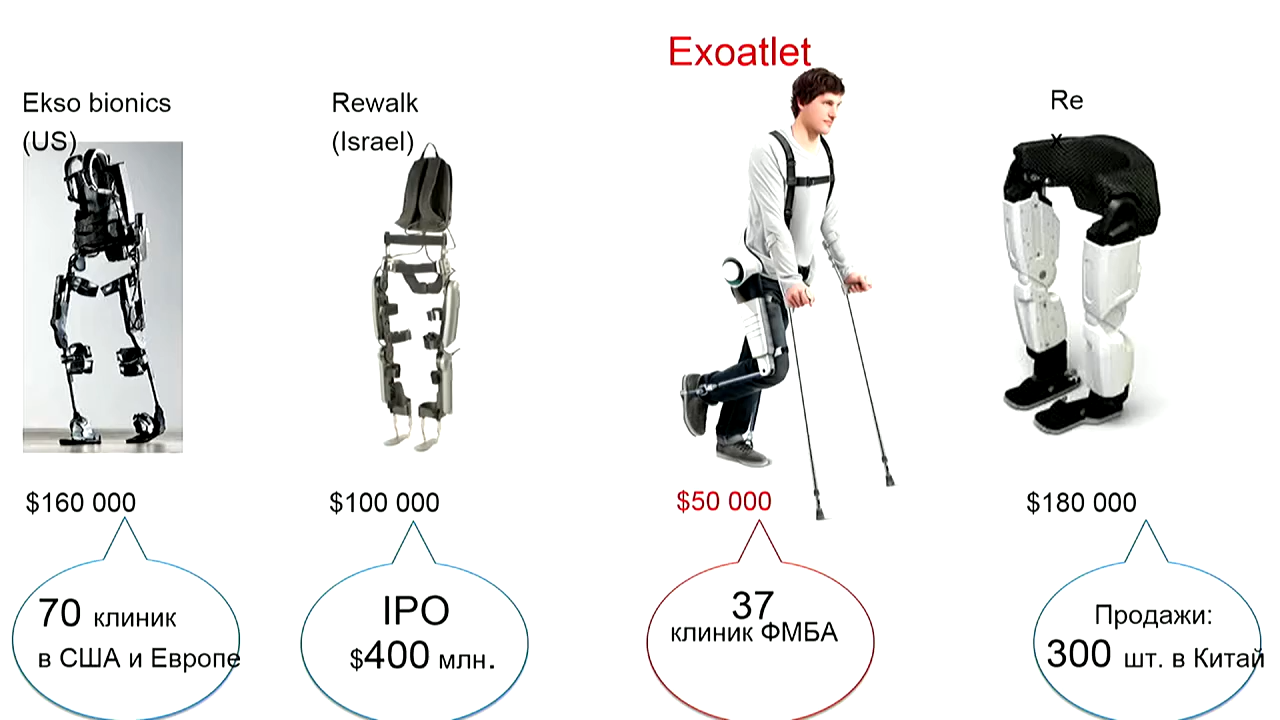 Exoatlet
Ekso bionics
(US)
Rewalk
(Israel)
Re
x
$160 000
$100 000
$50 000
$180 000
70 клиник
в США и Европе
IPO
$400 млн.
37
клиник ФМБА
Продажи:
300 шт. в Китай